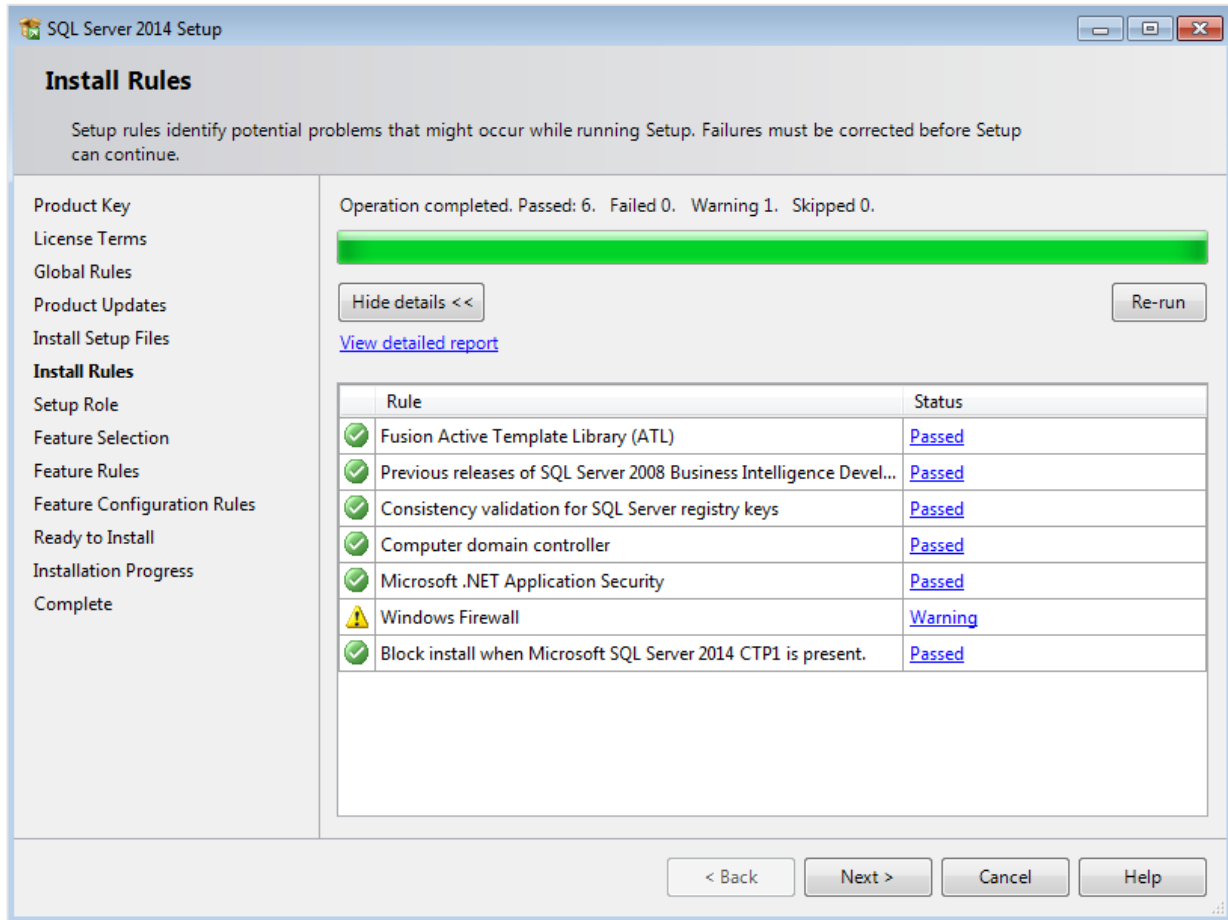 SQL Server 2014 Setup
Install Rules
Setup rules identify potential problems that might occur while running Setup. Failures must be corrected before Setup
can continue.
Product Key
License Terms
Global Rules
Product Updates
Install Setup Files
Install Rules
Setup Role
Feature Selection
Feature Rules
Feature Configuration Rules
Ready to Install
Installation Progress
Complete
Operation completed. Passed: 6.   Failed 0.   Warning 1.   Skipped 0.
Hide details <<
Re-run
View detailed report
Rule Status
Fusion Active Template Library (ATL) Passed
Previous releases of SQL Server 2008 Business Intelligence Devel... Passed
Consistency validation for SQL Server registry keys Passed
Computer domain controller Passed
Microsoft .NET Application Security Passed
Windows Firewall Warning
Block install when Microsoft SQL Server 2014 CTP1 is present. Passed
< Back Next > Cancel Help